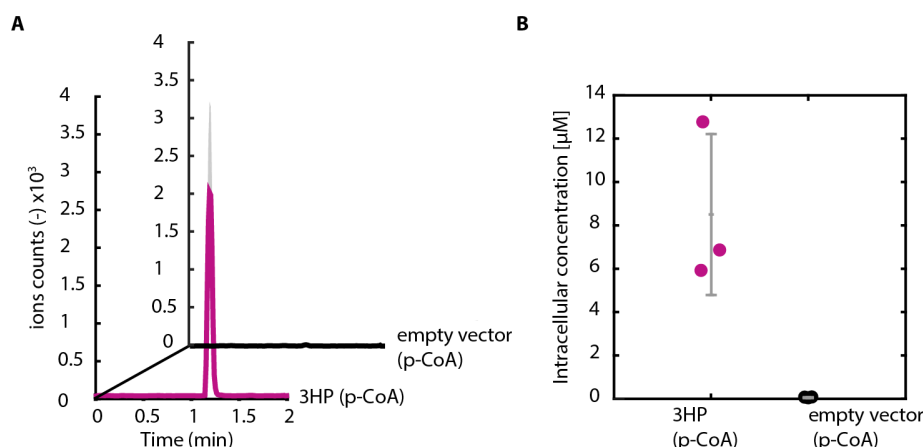 A
4
3.5
3
2.5
2
1.5
1
0.5
0
ions counts (-) x10³
4
3.5
3
2.5
2
1.5
1
0.5
0
empty vector
(p-CoA)
3HP (p-CoA)
0 0.5 1 1.5 2
Time (min)
B
14
12
10
8
6
4
2
0
Intracellular concentration [µM]
3HP
(p-CoA)
empty vector
(p-CoA)